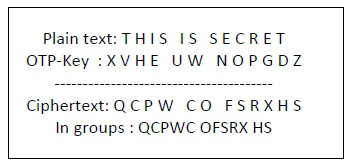 Plain text: T H I S   I S   S E C R E T
OTP-Key  : X V H E   U W   N O P G D Z
---------------------------------------
Ciphertext: Q C P W   C O   F S R X H S
In groups : QCPWC OFSRX HS